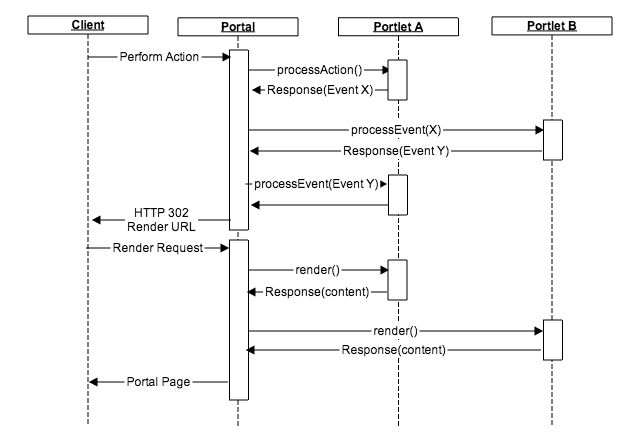 Client
Portal
Portlet A
Portlet B
Perform Action
processAction()
Response(Event X)
processEvent(X)
Response(Event Y)
processEvent(Event Y)
HTTP 302
Render URL
Render Request
render()
Response(content)
render()
Response(content)
Portal Page